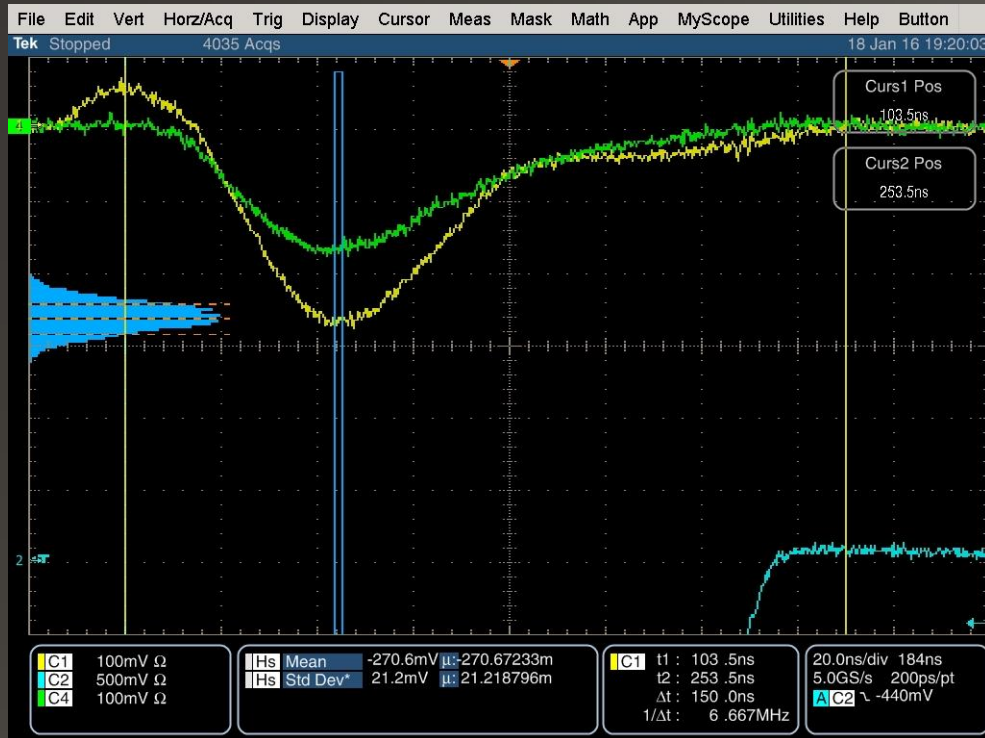 File Edit Vert Horz/Acq Trig Display Cursor Meas Mask Math App MyScope Utilities Help Button
Tek Stopped 4035 Acqs 18 Jan 16 19:20:03
Curs1 Pos
103.5ns
Curs2 Pos
253.5ns
4
2
C1 100mV Ω
C2 500mV Ω
C4 100mV Ω
Hs Mean -270.6mV µ:-270.67233m
Hs Std Dev* 21.2mV µ: 21.218796m
C1 t1 : 103 .5ns
t2 : 253 .5ns
Δt : 150 .0ns
1/Δt : 6 .667MHz
20.0ns/div 184ns
5.0GS/s 200ps/pt
A C2 -440mV